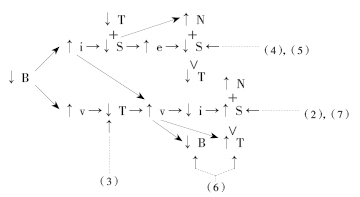 ↓ T ↑ N
+ +
↑ i → ↓ S → ↑ e → ↓ S ← (4), (5)
∨
↓ T ↑ N
↓ B +
↑ v → ↓ T → ↑ v → ↓ i → ↑ S ← (2), (7)
∨
↓ B ↑ T
(3) (6)